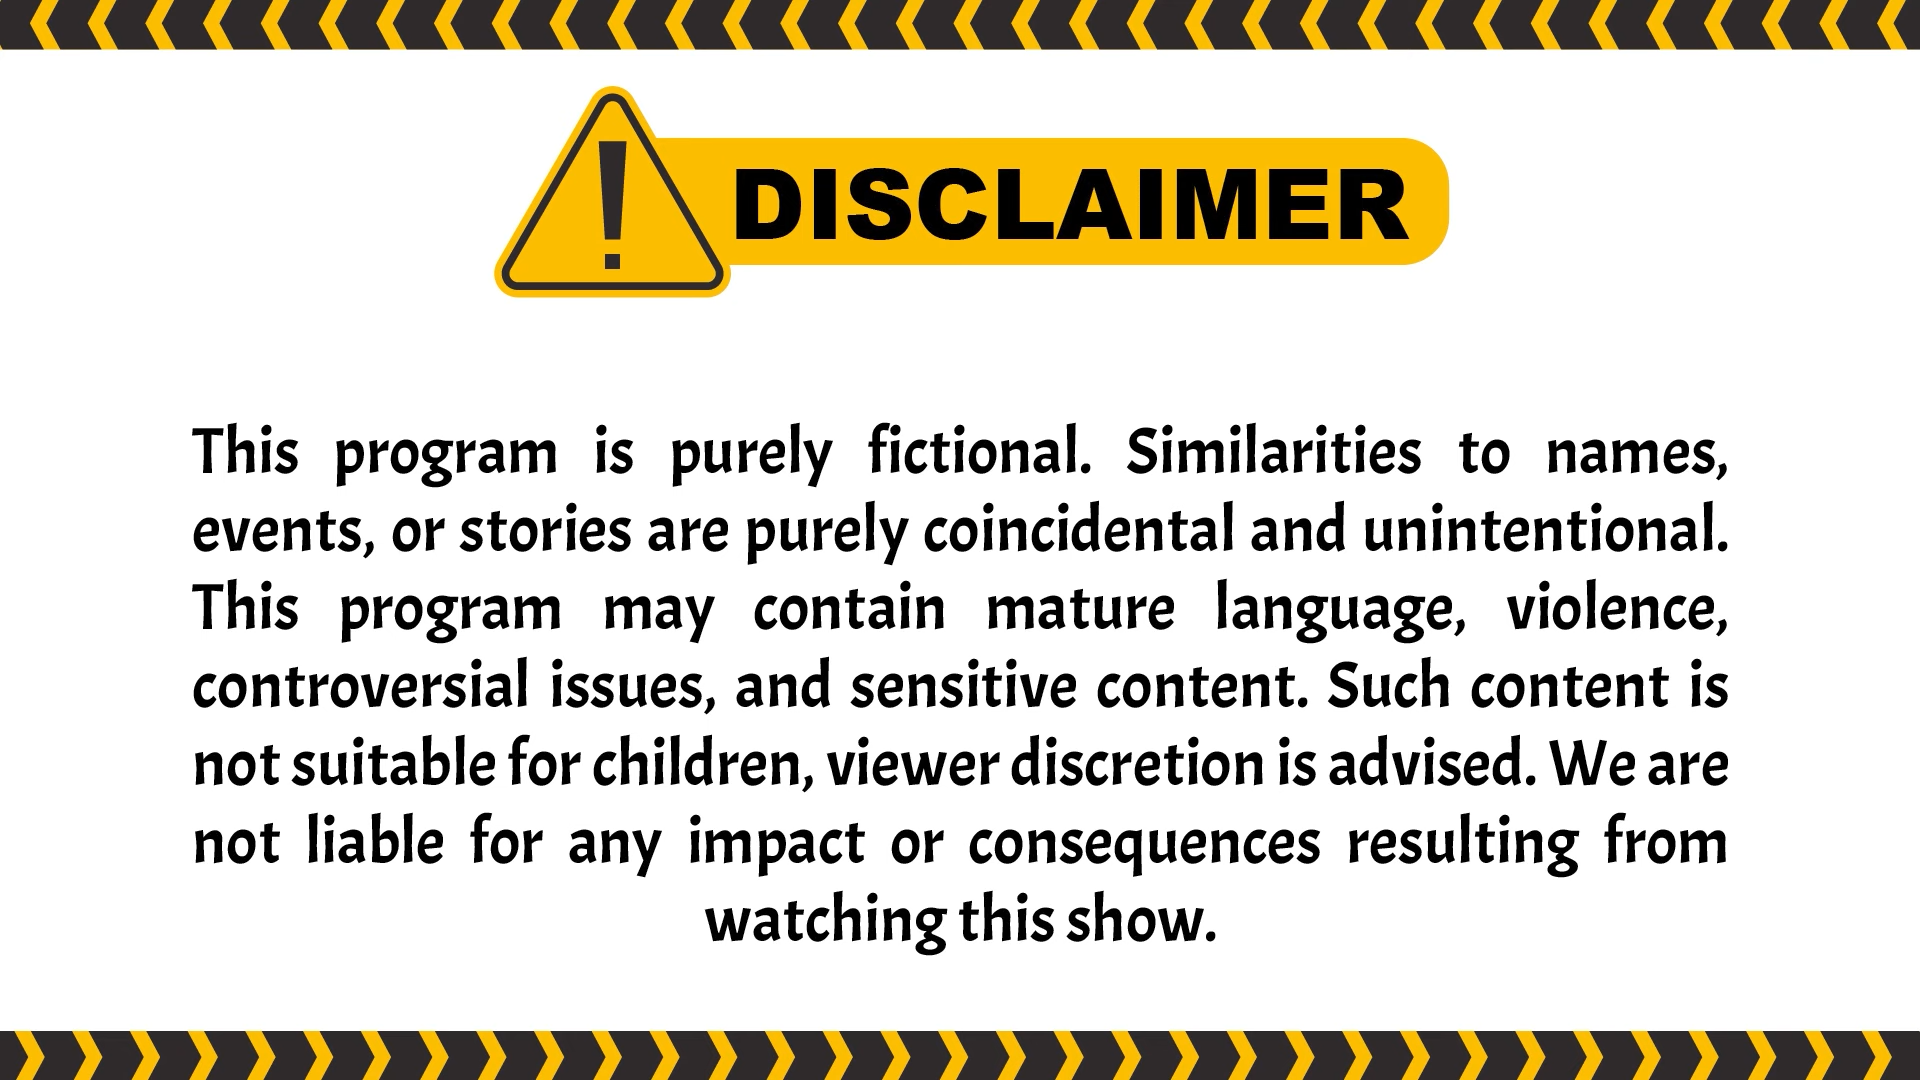 DISCLAIMER
This program is purely fictional. Similarities to names,
events, or stories are purely coincidental and unintentional.
This program may contain mature language, violence,
controversial issues, and sensitive content. Such content is
not suitable for children, viewer discretion is advised. We are
not liable for any impact or consequences resulting from
watching this show.